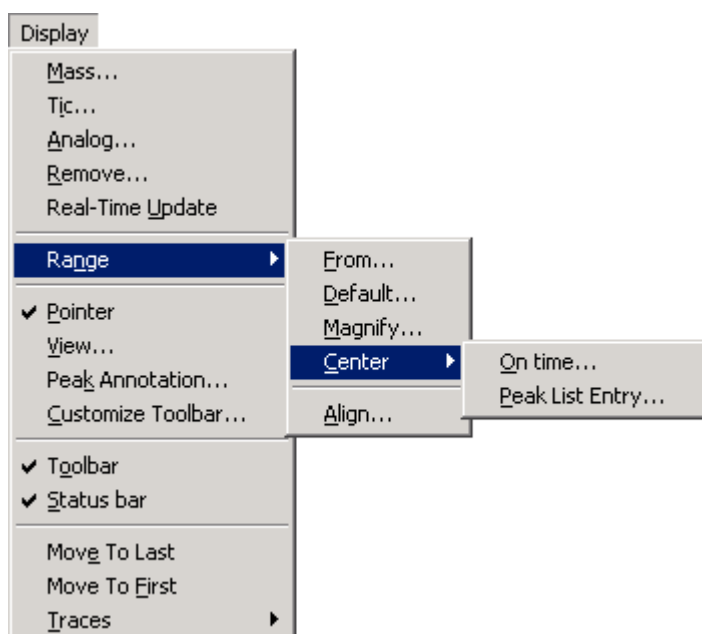 Display
Mass...
Tic...
Analog...
Remove...
Real-Time Update
Range
Pointer
View...
Peak Annotation...
Customize Toolbar...
Toolbar
Status bar
Move To Last
Move To First
Traces
From...
Default...
Magnify...
Center
Align...
On time...
Peak List Entry...